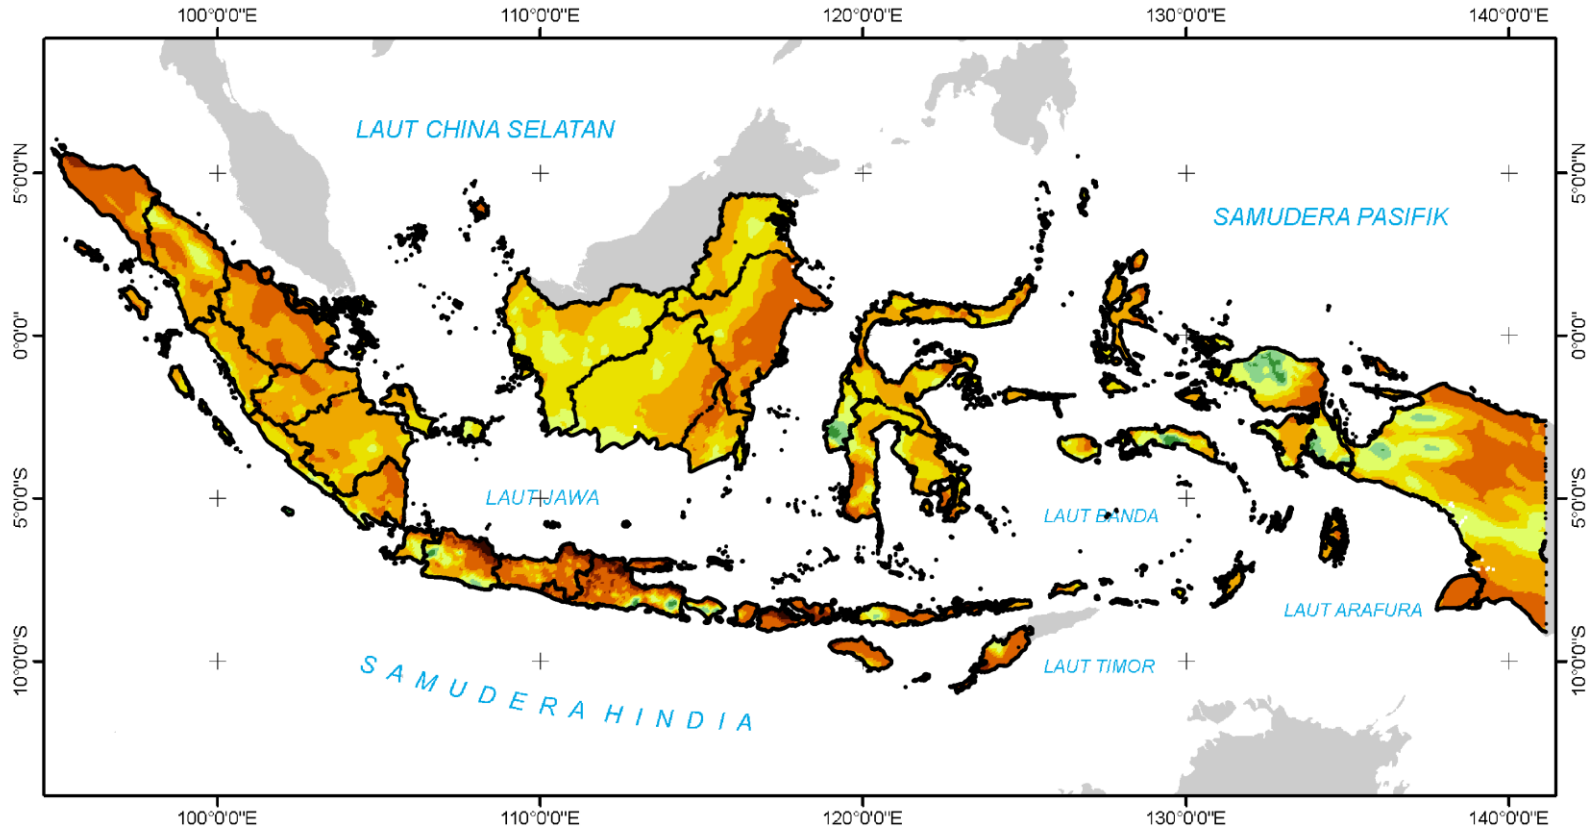 100°0'0"E 110°0'0"E 120°0'0"E 130°0'0"E 140°0'0"E
LAUT CHINA SELATAN
5°0'0"N 5°0'0"N
SAMUDERA PASIFIK
0°0'0" 0°0'0"
LAUT JAWA
5°0'0"S 5°0'0"S
LAUT BANDA
LAUT ARAFURA
10°0'0"S 10°0'0"S
LAUT TIMOR
SAMUDERA HINDIA
100°0'0"E 110°0'0"E 120°0'0"E 130°0'0"E 140°0'0"E